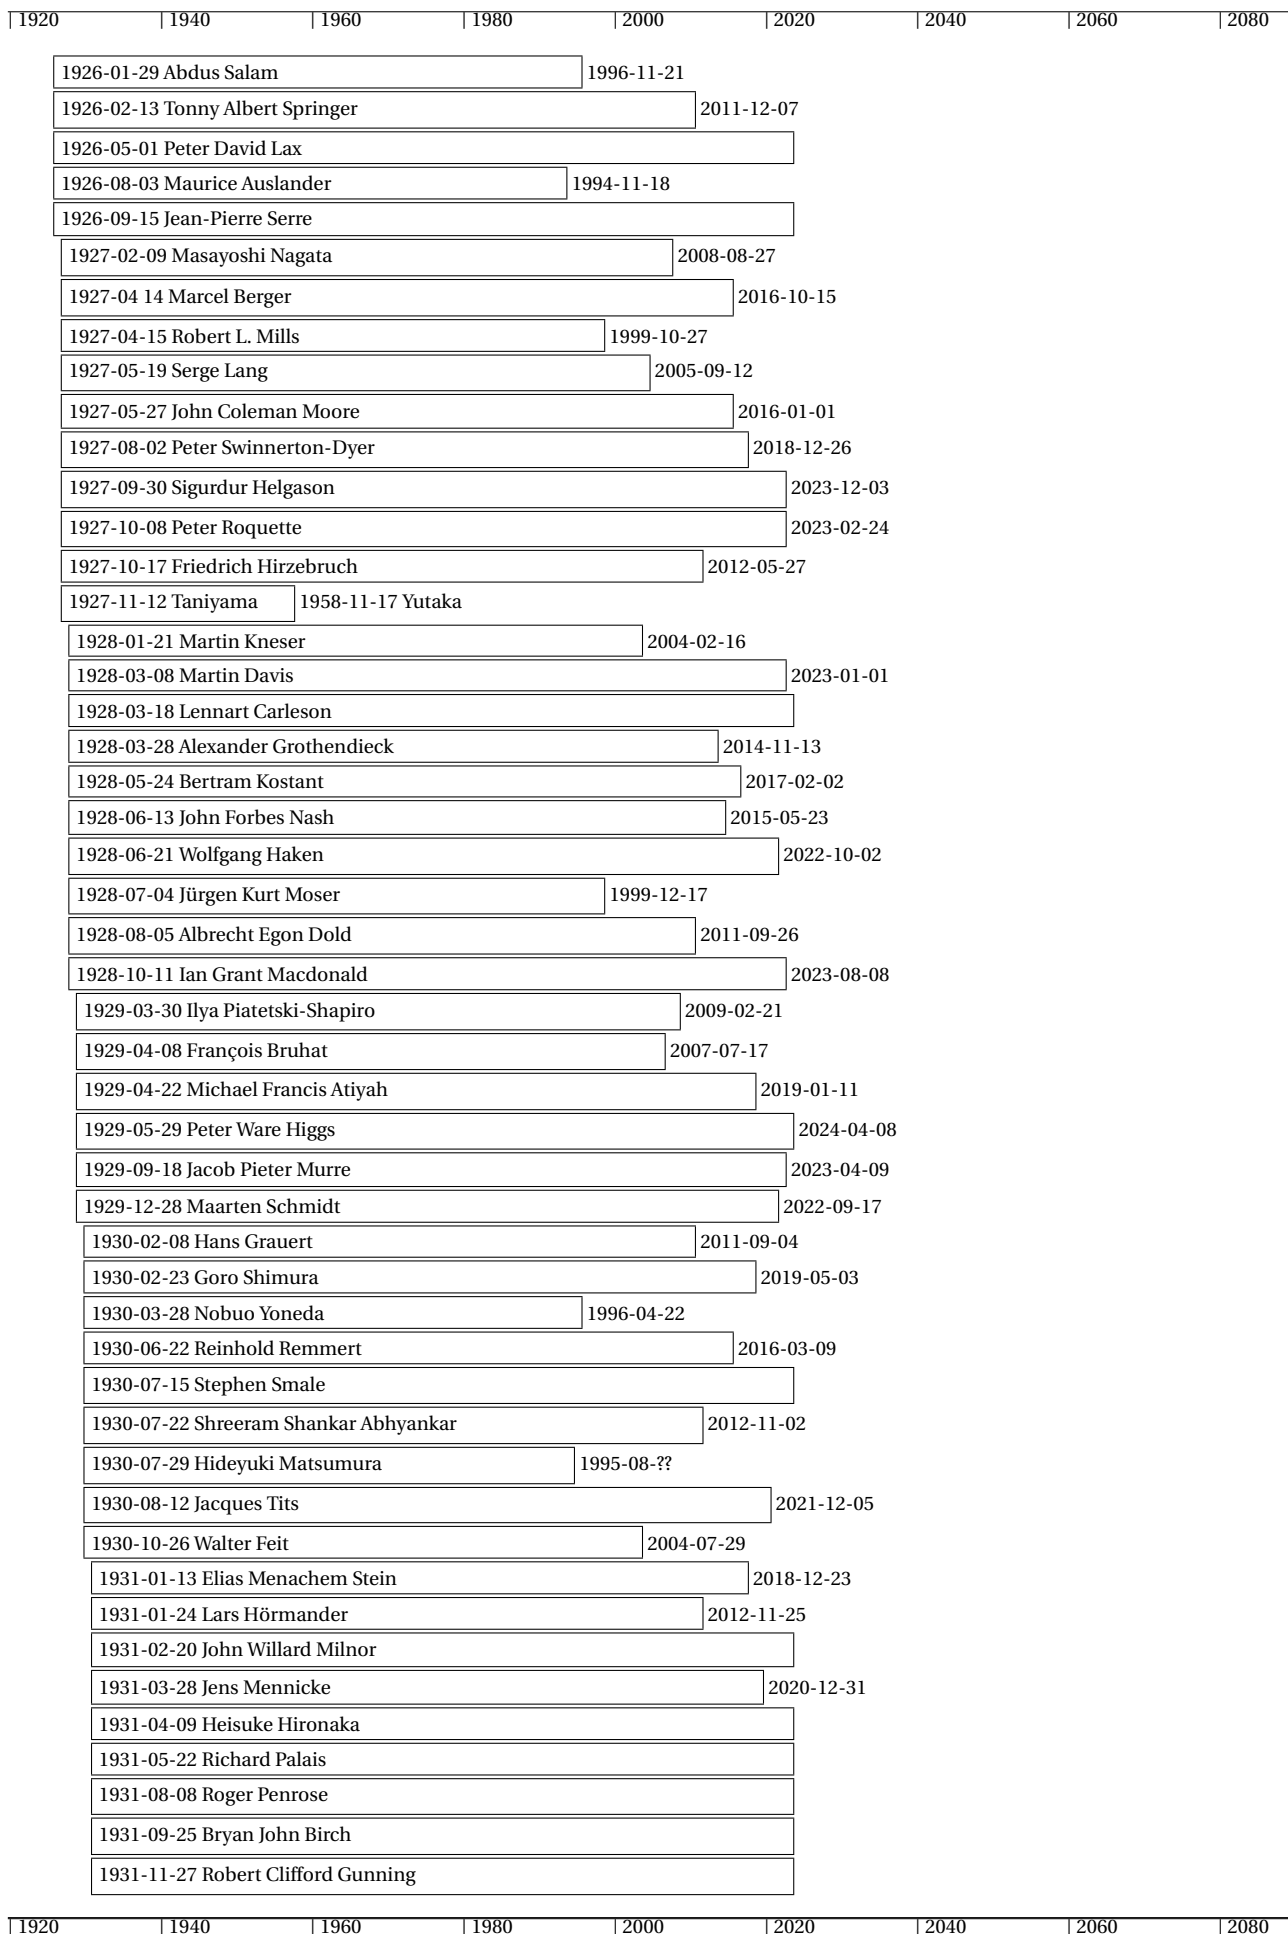 1920 1940 1960 1980 2000 2020 2040 2060 2080
1926-01-29 Abdus Salam 1996-11-21
1926-02-13 Tonny Albert Springer 2011-12-07
1926-05-01 Peter David Lax
1926-08-03 Maurice Auslander 1994-11-18
1926-09-15 Jean-Pierre Serre
1927-02-09 Masayoshi Nagata 2008-08-27
1927-04 14 Marcel Berger 2016-10-15
1927-04-15 Robert L. Mills 1999-10-27
1927-05-19 Serge Lang 2005-09-12
1927-05-27 John Coleman Moore 2016-01-01
1927-08-02 Peter Swinnerton-Dyer 2018-12-26
1927-09-30 Sigurdur Helgason 2023-12-03
1927-10-08 Peter Roquette 2023-02-24
1927-10-17 Friedrich Hirzebruch 2012-05-27
1927-11-12 Taniyama 1958-11-17 Yutaka
1928-01-21 Martin Kneser 2004-02-16
1928-03-08 Martin Davis 2023-01-01
1928-03-18 Lennart Carleson
1928-03-28 Alexander Grothendieck 2014-11-13
1928-05-24 Bertram Kostant 2017-02-02
1928-06-13 John Forbes Nash 2015-05-23
1928-06-21 Wolfgang Haken 2022-10-02
1928-07-04 Jürgen Kurt Moser 1999-12-17
1928-08-05 Albrecht Egon Dold 2011-09-26
1928-10-11 Ian Grant Macdonald 2023-08-08
1929-03-30 Ilya Piatetski-Shapiro 2009-02-21
1929-04-08 François Bruhat 2007-07-17
1929-04-22 Michael Francis Atiyah 2019-01-11
1929-05-29 Peter Ware Higgs 2024-04-08
1929-09-18 Jacob Pieter Murre 2023-04-09
1929-12-28 Maarten Schmidt 2022-09-17
1930-02-08 Hans Grauert 2011-09-04
1930-02-23 Goro Shimura 2019-05-03
1930-03-28 Nobuo Yoneda 1996-04-22
1930-06-22 Reinhold Remmert 2016-03-09
1930-07-15 Stephen Smale
1930-07-22 Shreeram Shankar Abhyankar 2012-11-02
1930-07-29 Hideyuki Matsumura 1995-08-??
1930-08-12 Jacques Tits 2021-12-05
1930-10-26 Walter Feit 2004-07-29
1931-01-13 Elias Menachem Stein 2018-12-23
1931-01-24 Lars Hörmander 2012-11-25
1931-02-20 John Willard Milnor
1931-03-28 Jens Mennicke 2020-12-31
1931-04-09 Heisuke Hironaka
1931-05-22 Richard Palais
1931-08-08 Roger Penrose
1931-09-25 Bryan John Birch
1931-11-27 Robert Clifford Gunning
1920 1940 1960 1980 2000 2020 2040 2060 2080